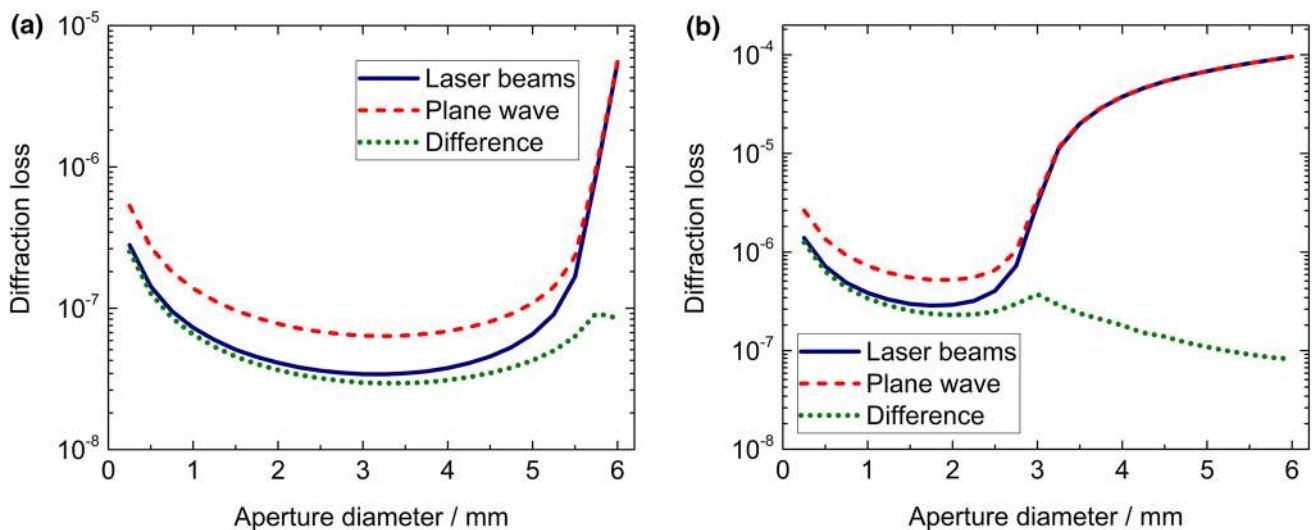 (a)
10^-5
10^-6
10^-7
10^-8
Diffraction loss
Laser beams
Plane wave
Difference
0 1 2 3 4 5 6
Aperture diameter / mm
(b)
10^-4
10^-5
10^-6
10^-7
10^-8
Diffraction loss
Laser beams
Plane wave
Difference
0 1 2 3 4 5 6
Aperture diameter / mm